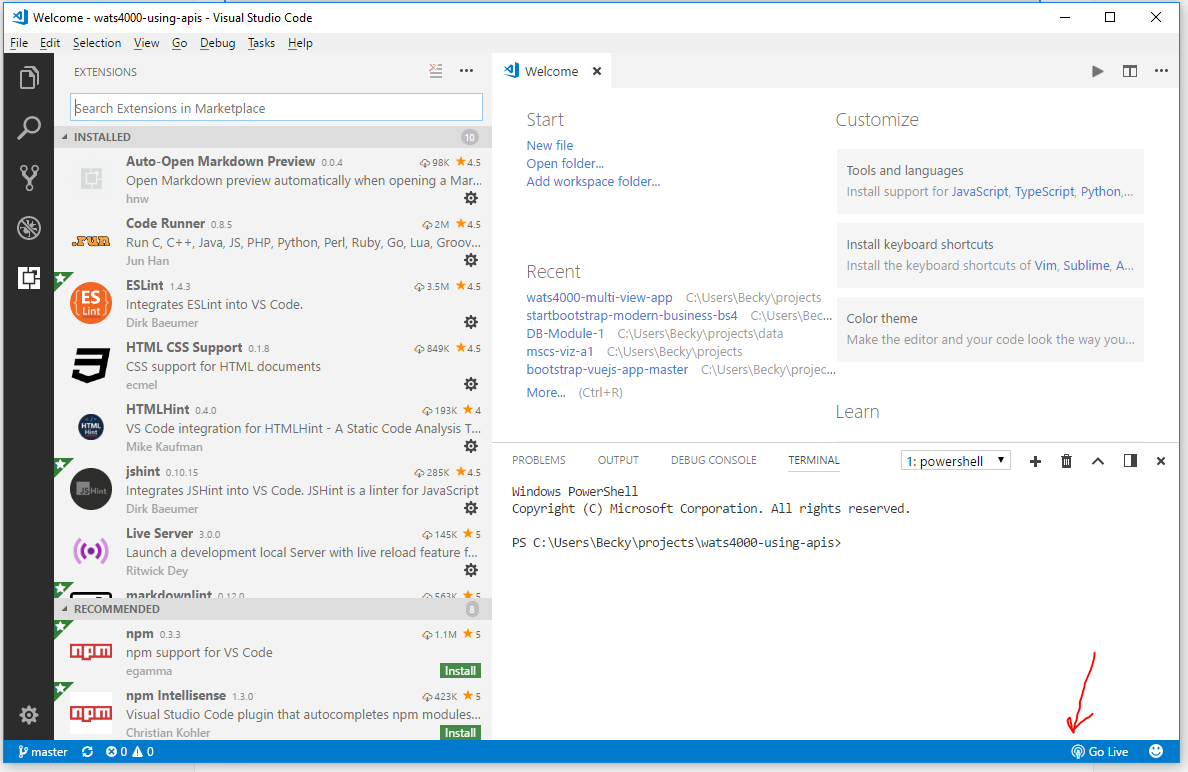 Welcome - wats4000-using-apis - Visual Studio Code
File Edit Selection View Go Debug Tasks Help
EXTENSIONS
Search Extensions in Marketplace
INSTALLED 10
Auto-Open Markdown Preview 0.0.4 98K 4.5
Open Markdown preview automatically when opening a Mar...
hnw
Code Runner 0.8.5 2M 4.5
.run
Run C, C++, Java, JS, PHP, Python, Perl, Ruby, Go, Lua, Groov...
Jun Han
ESLint 1.4.3 3.5M 4.5
ES
Lint
Integrates ESLint into VS Code.
Dirk Baeumer
HTML CSS Support 0.1.8 849K 4.5
CSS support for HTML documents
ecmel
HTMLHint 0.4.0 193K 4
HTML
Hint
VS Code integration for HTMLHint - A Static Code Analysis T...
Mike Kaufman
jshint 0.10.15 285K 4.5
JSHint
Integrates JSHint into VS Code. JSHint is a linter for JavaScript
Dirk Baeumer
Live Server 3.0.0 145K 5
Launch a development local Server with live reload feature f...
Ritwick Dey
markdownlint 0.12.0 563K 5
RECOMMENDED 8
npm 0.3.3 1.1M 5
npm
npm support for VS Code
egamma
Install
npm Intellisense 1.3.0 423K 5
npm
Visual Studio Code plugin that autocompletes npm modules...
Christian Kohler
Install
Welcome
Start
New file
Open folder...
Add workspace folder...
Recent
wats4000-multi-view-app C:\Users\Becky\projects
startbootstrap-modern-business-bs4 C:\Users\Bec...
DB-Module-1 C:\Users\Becky\projects\data
mscs-viz-a1 C:\Users\Becky\projects
bootstrap-vuejs-app-master C:\Users\Becky\projec...
More... (Ctrl+R)
Customize
Tools and languages
Install support for JavaScript, TypeScript, Python,...
Install keyboard shortcuts
Install the keyboard shortcuts of Vim, Sublime, A...
Color theme
Make the editor and your code look the way you...
Learn
PROBLEMS OUTPUT DEBUG CONSOLE TERMINAL 1: powershell
Windows PowerShell
Copyright (C) Microsoft Corporation. All rights reserved.
PS C:\Users\Becky\projects\wats4000-using-apis>
master 0 0 Go Live